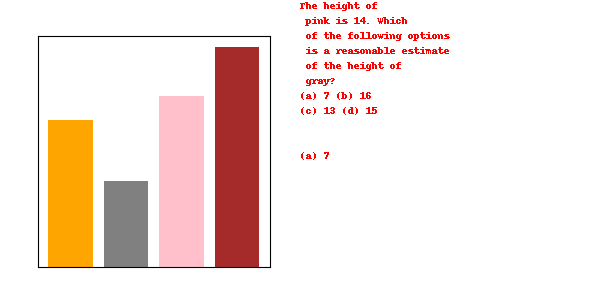 The height of
pink is 14. Which
of the following options
is a reasonable estimate
of the height of
gray?
(a) 7 (b) 16
(c) 13 (d) 15
(a) 7